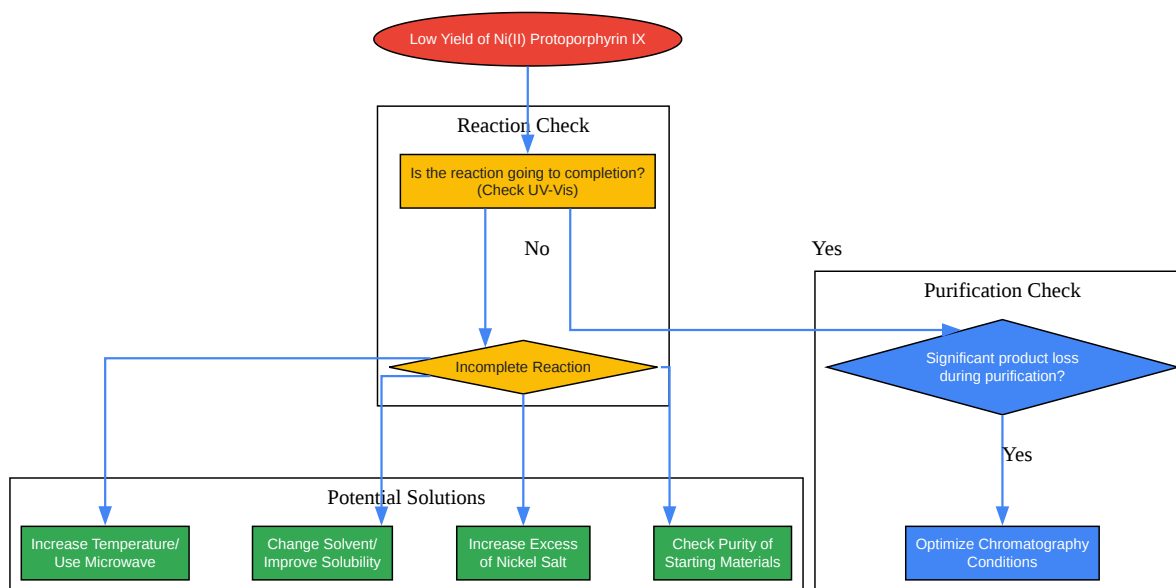 Low Yield of Ni(II) Protoporphyrin IX
Reaction Check
Is the reaction going to completion?
(Check UV-Vis)
No
Yes
Purification Check
Significant product loss
during purification?
Incomplete Reaction
Yes
Potential Solutions
Increase Temperature/
Use Microwave
Change Solvent/
Improve Solubility
Increase Excess
of Nickel Salt
Check Purity of
Starting Materials
Optimize Chromatography
Conditions